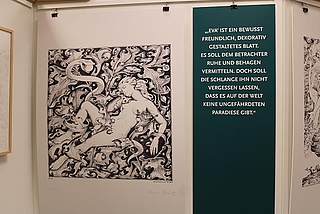 „‚EVA‘ IST EIN BEWUSST
FREUNDLICH, DEKORATIV
GESTALTETES BLATT.
ES SOLL DEM BETRACHTER
RUHE UND BEHAGEN
VERMITTELN. DOCH SOLL
DIE SCHLANGE IHN NICHT
VERGESSEN LASSEN,
DASS ES AUF DER WELT
KEINE UNGEFÄHRDETEN
PARADIESE GIBT.“